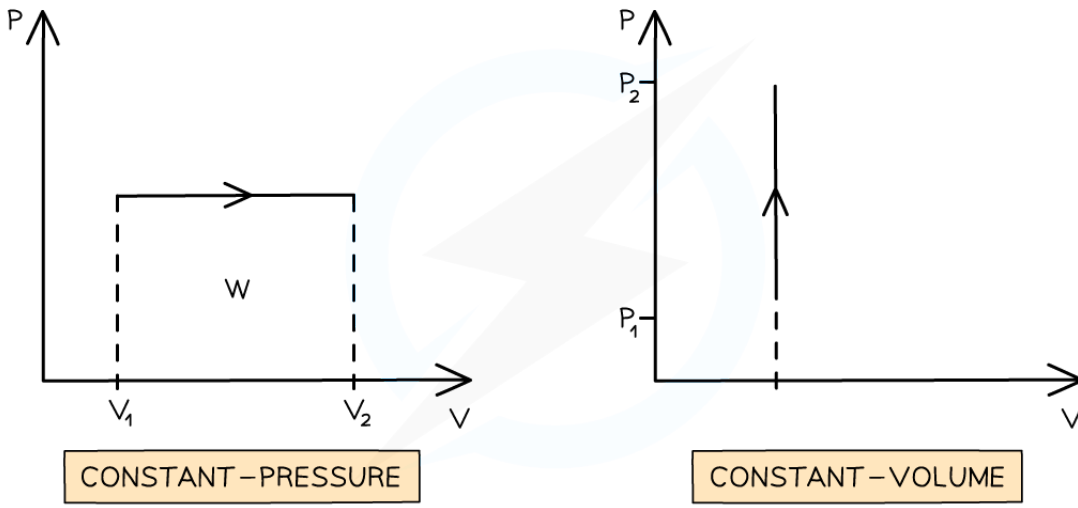 P
W
V₁
V₂
V
CONSTANT–PRESSURE
P
P₂
P₁
V
CONSTANT–VOLUME